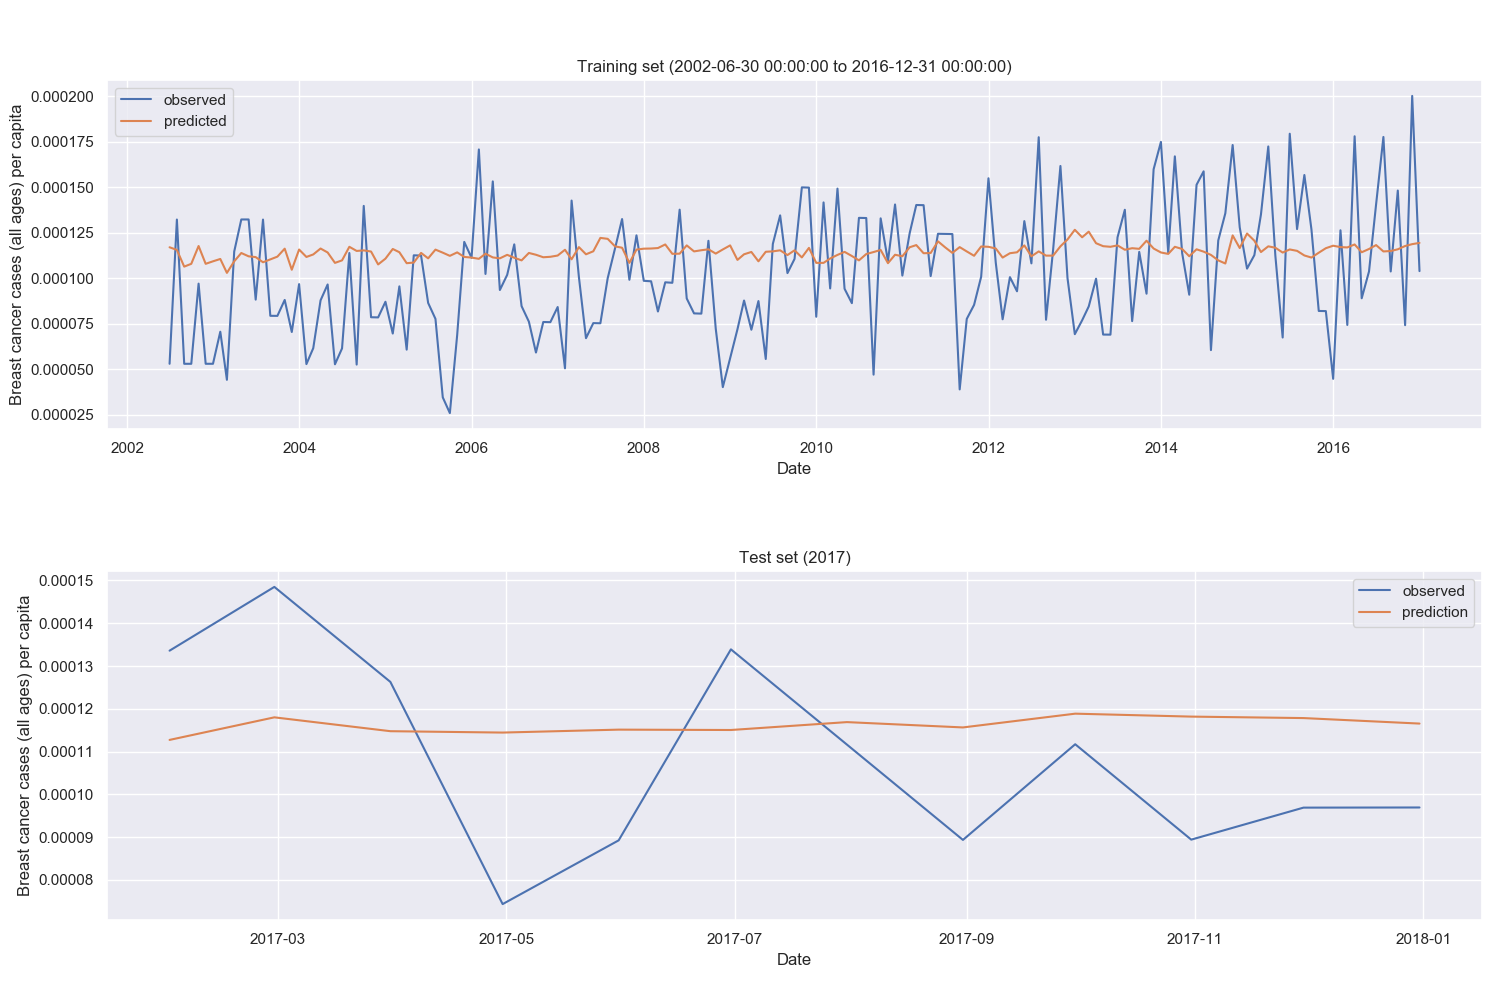 Training set (2002-06-30 00:00:00 to 2016-12-31 00:00:00)
observed
predicted
Breast cancer cases (all ages) per capita
0.000200
0.000175
0.000150
0.000125
0.000100
0.000075
0.000050
0.000025
2002 2004 2006 2008 2010 2012 2014 2016
Date
Test set (2017)
observed
prediction
Breast cancer cases (all ages) per capita
0.00015
0.00014
0.00013
0.00012
0.00011
0.00010
0.00009
0.00008
2017-03 2017-05 2017-07 2017-09 2017-11 2018-01
Date